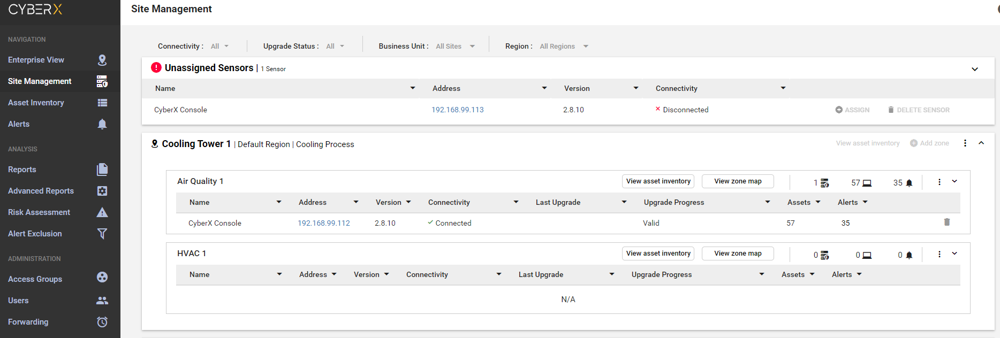 CYBERX
Site Management
NAVIGATION
Enterprise View
Site Management
Asset Inventory
Alerts
ANALYSIS
Reports
Advanced Reports
Risk Assessment
Alert Exclusion
ADMINISTRATION
Access Groups
Users
Forwarding
Connectivity : All Upgrade Status : All Business Unit : All Sites Region : All Regions
Unassigned Sensors | 1 Sensor
Name Address Version Connectivity
CyberX Console 192.168.99.113 2.8.10 Disconnected ASSIGN DELETE SENSOR
Cooling Tower 1 | Default Region | Cooling Process View asset inventory Add zone
Air Quality 1 View asset inventory View zone map 1 57 35
Name Address Version Connectivity Last Upgrade Upgrade Progress Assets Alerts
CyberX Console 192.168.99.112 2.8.10 Connected Valid 57 35
HVAC 1 View asset inventory View zone map 0 0 0
Name Address Version Connectivity Last Upgrade Upgrade Progress Assets Alerts
N/A